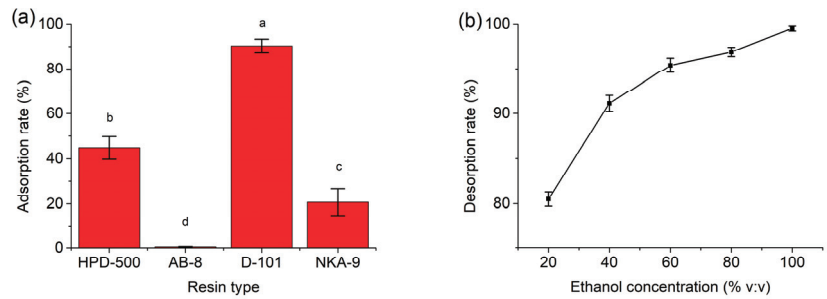 (a)
100
80
60
40
20
0
Adsorption rate (%)
b
d
a
c
HPD-500 AB-8 D-101 NKA-9
Resin type
(b)
100
90
80
Desorption rate (%)
20 40 60 80 100
Ethanol concentration (% v:v)